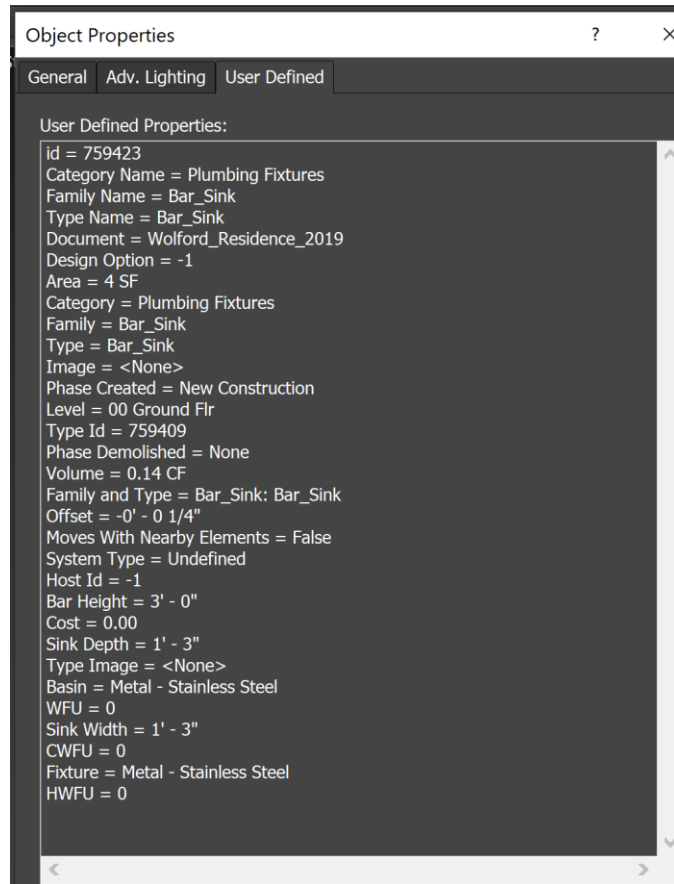 Object Properties ? ×
General Adv. Lighting User Defined
User Defined Properties:
id = 759423
Category Name = Plumbing Fixtures
Family Name = Bar_Sink
Type Name = Bar_Sink
Document = Wolford_Residence_2019
Design Option = -1
Area = 4 SF
Category = Plumbing Fixtures
Family = Bar_Sink
Type = Bar_Sink
Image = <None>
Phase Created = New Construction
Level = 00 Ground Flr
Type Id = 759409
Phase Demolished = None
Volume = 0.14 CF
Family and Type = Bar_Sink: Bar_Sink
Offset = -0' - 0 1/4"
Moves With Nearby Elements = False
System Type = Undefined
Host Id = -1
Bar Height = 3' - 0"
Cost = 0.00
Sink Depth = 1' - 3"
Type Image = <None>
Basin = Metal - Stainless Steel
WFU = 0
Sink Width = 1' - 3"
CWFU = 0
Fixture = Metal - Stainless Steel
HWFU = 0